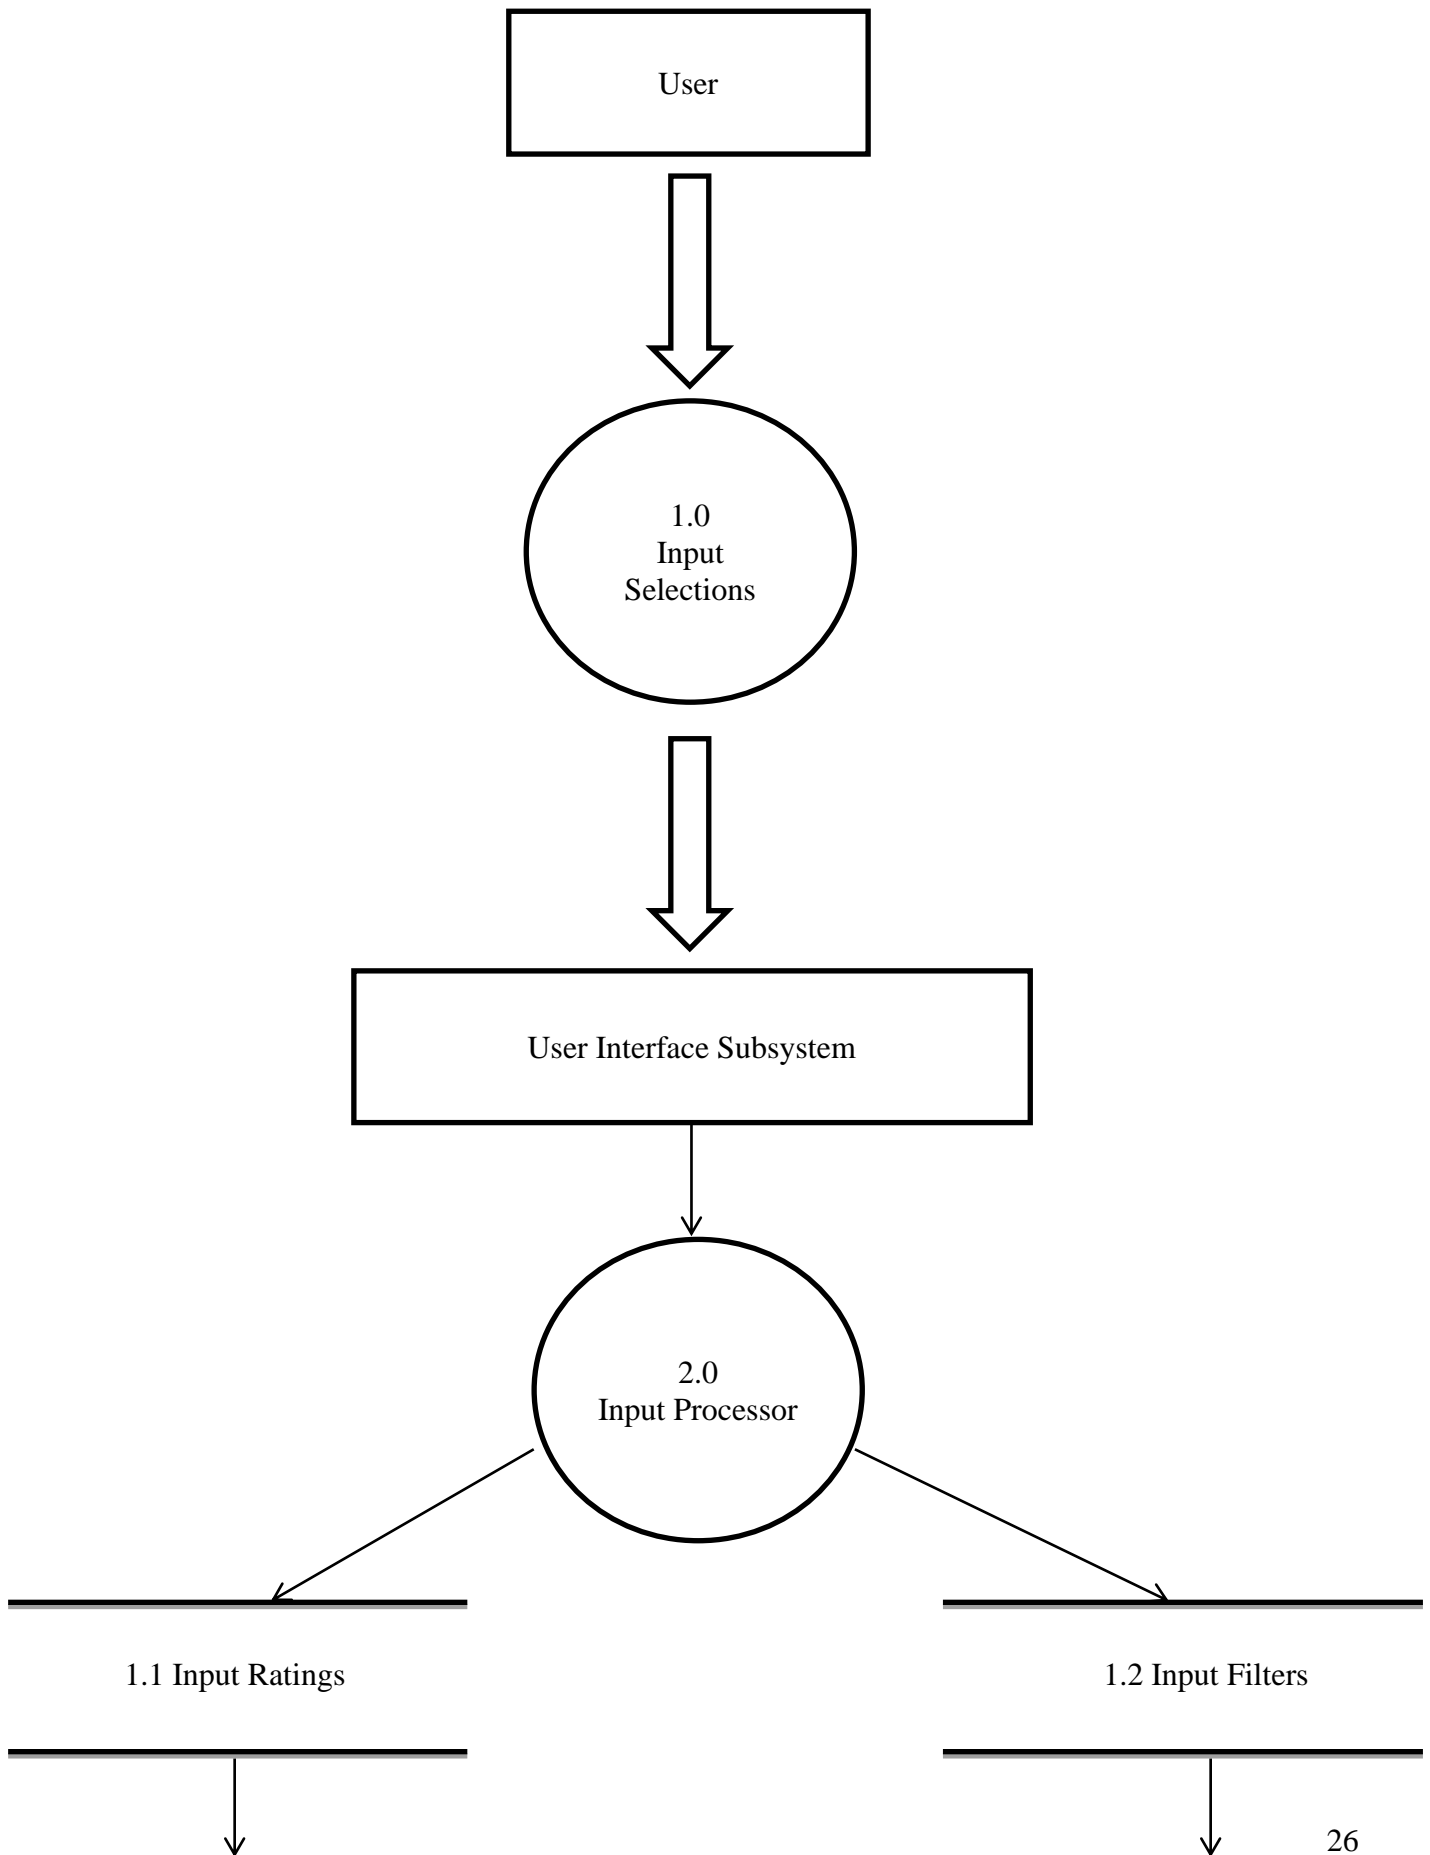 User
1.0
Input
Selections
User Interface Subsystem
2.0
Input Processor
1.1 Input Ratings
1.2 Input Filters
26